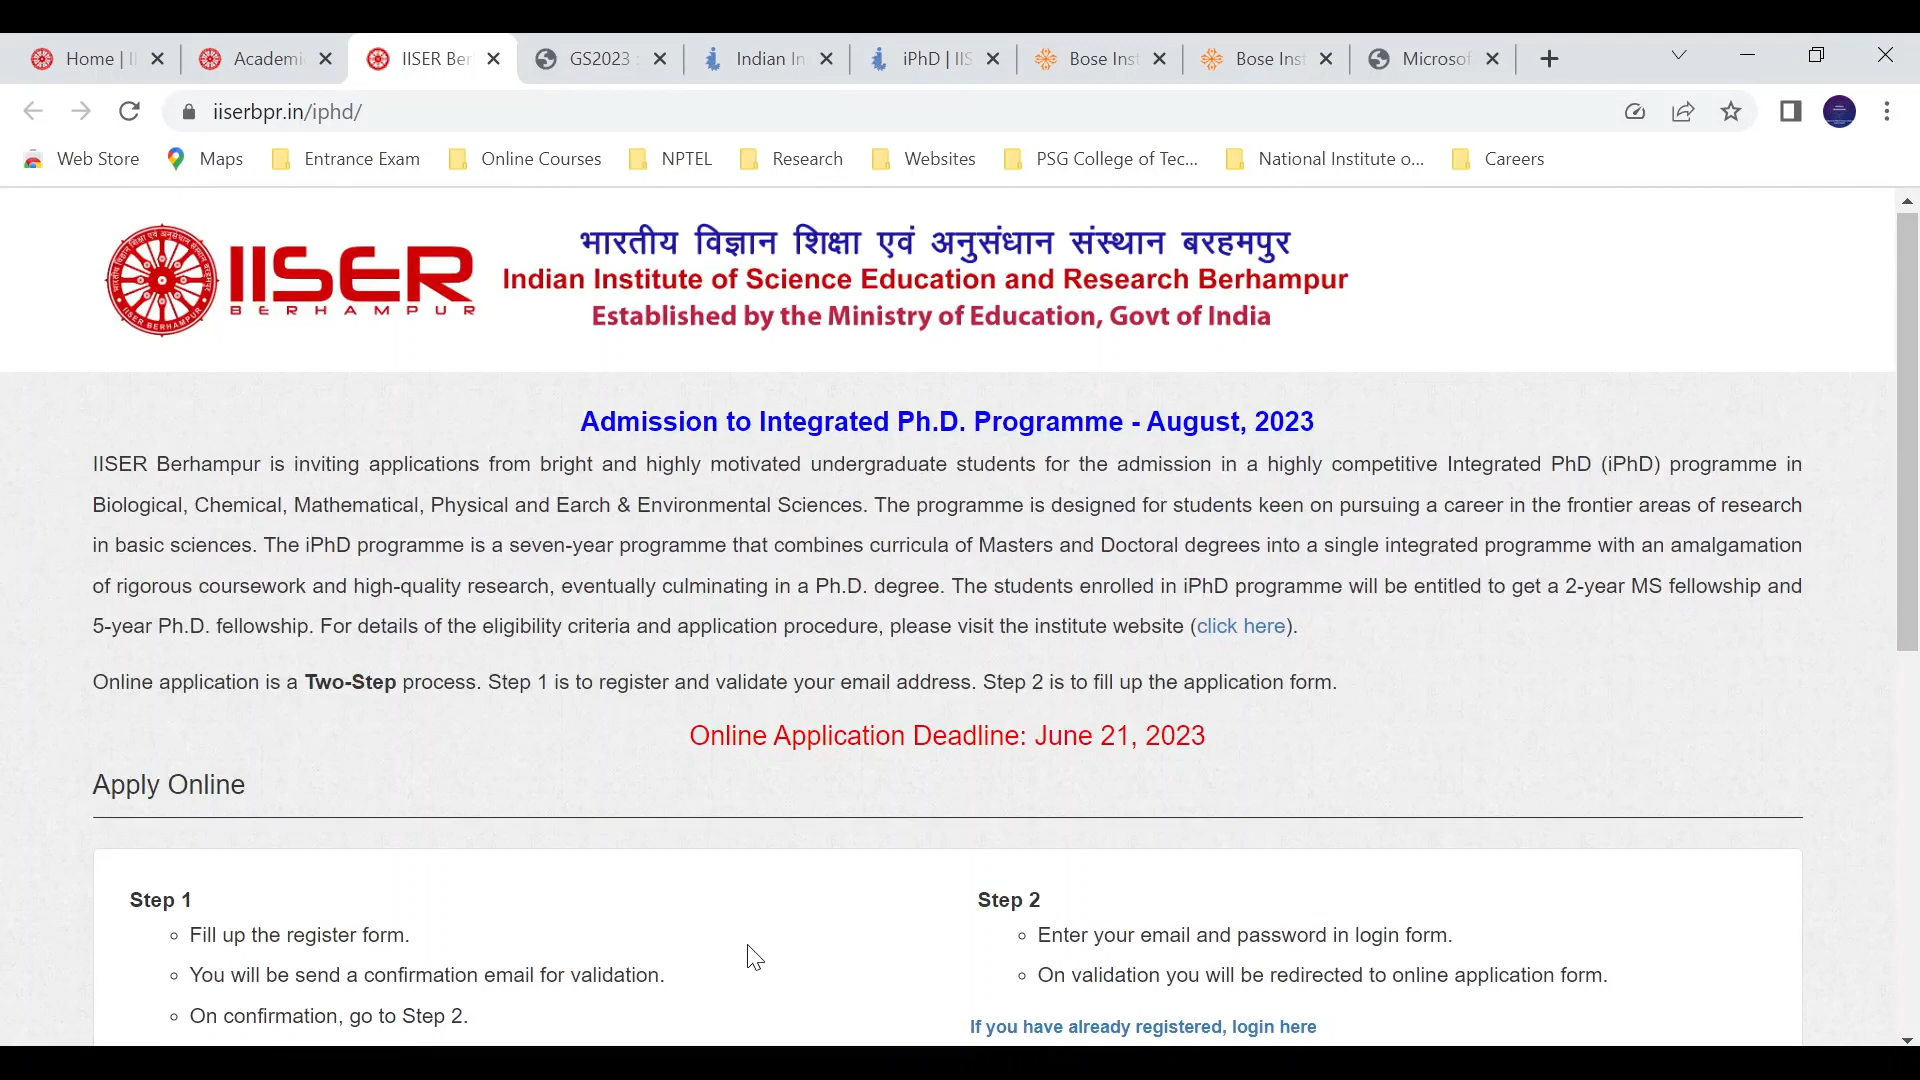 Home | I
Academi
IISER Ber
GS2023 :
Indian In
iPhD | IIS
Bose Inst
Bose Inst
Microsof
iiserbpr.in/iphd/
Web Store
Maps
Entrance Exam
Online Courses
NPTEL
Research
Websites
PSG College of Tec...
National Institute o...
Careers
IISER
BERHAMPUR
भारतीय विज्ञान शिक्षा एवं अनुसंधान संस्थान बरहमपुर
Indian Institute of Science Education and Research Berhampur
Established by the Ministry of Education, Govt of India
Admission to Integrated Ph.D. Programme - August, 2023
IISER Berhampur is inviting applications from bright and highly motivated undergraduate students for the admission in a highly competitive Integrated PhD (iPhD) programme in
Biological, Chemical, Mathematical, Physical and Earch & Environmental Sciences. The programme is designed for students keen on pursuing a career in the frontier areas of research
in basic sciences. The iPhD programme is a seven-year programme that combines curricula of Masters and Doctoral degrees into a single integrated programme with an amalgamation
of rigorous coursework and high-quality research, eventually culminating in a Ph.D. degree. The students enrolled in iPhD programme will be entitled to get a 2-year MS fellowship and
5-year Ph.D. fellowship. For details of the eligibility criteria and application procedure, please visit the institute website (click here).
Online application is a Two-Step process. Step 1 is to register and validate your email address. Step 2 is to fill up the application form.
Online Application Deadline: June 21, 2023
Apply Online
Step 1
Fill up the register form.
You will be send a confirmation email for validation.
On confirmation, go to Step 2.
Step 2
Enter your email and password in login form.
On validation you will be redirected to online application form.
If you have already registered, login here